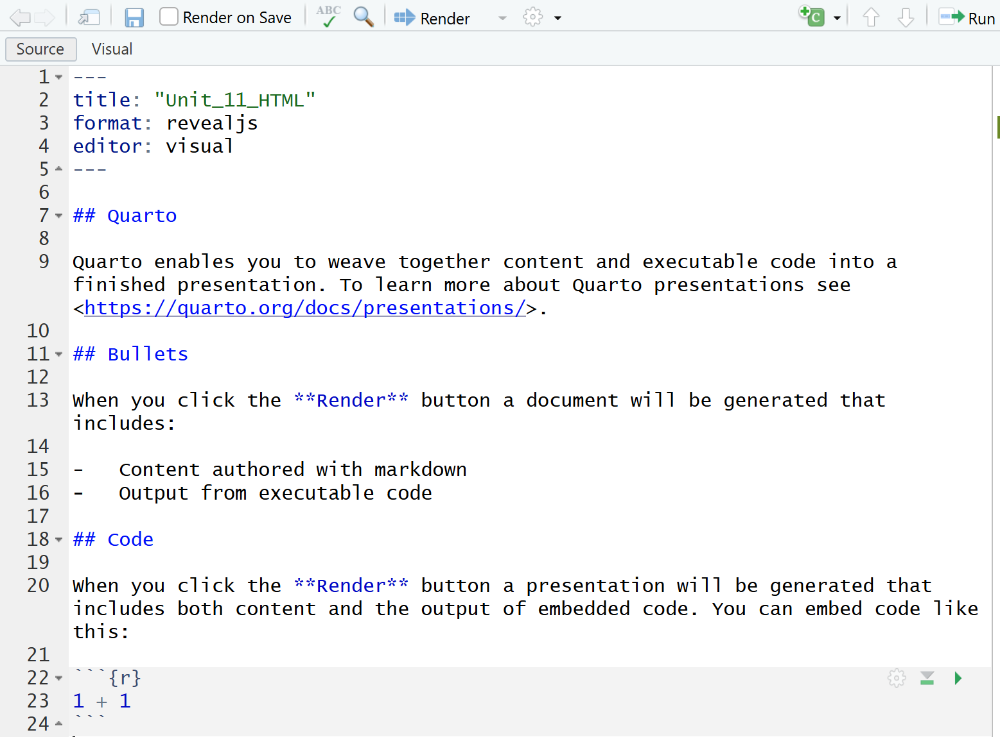 Render on Save ABC Render C Run
Source Visual
1 ---
2 title: "Unit_11_HTML"
3 format: revealjs
4 editor: visual
5 ---
6
7 ## Quarto
8
9 Quarto enables you to weave together content and executable code into a
finished presentation. To learn more about Quarto presentations see
<https://quarto.org/docs/presentations/>.
10
11 ## Bullets
12
13 When you click the **Render** button a document will be generated that
includes:
14
15 -   Content authored with markdown
16 -   Output from executable code
17
18 ## Code
19
20 When you click the **Render** button a presentation will be generated that
includes both content and the output of embedded code. You can embed code like
this:
21
22 ```{r}
23 1 + 1
24 ```